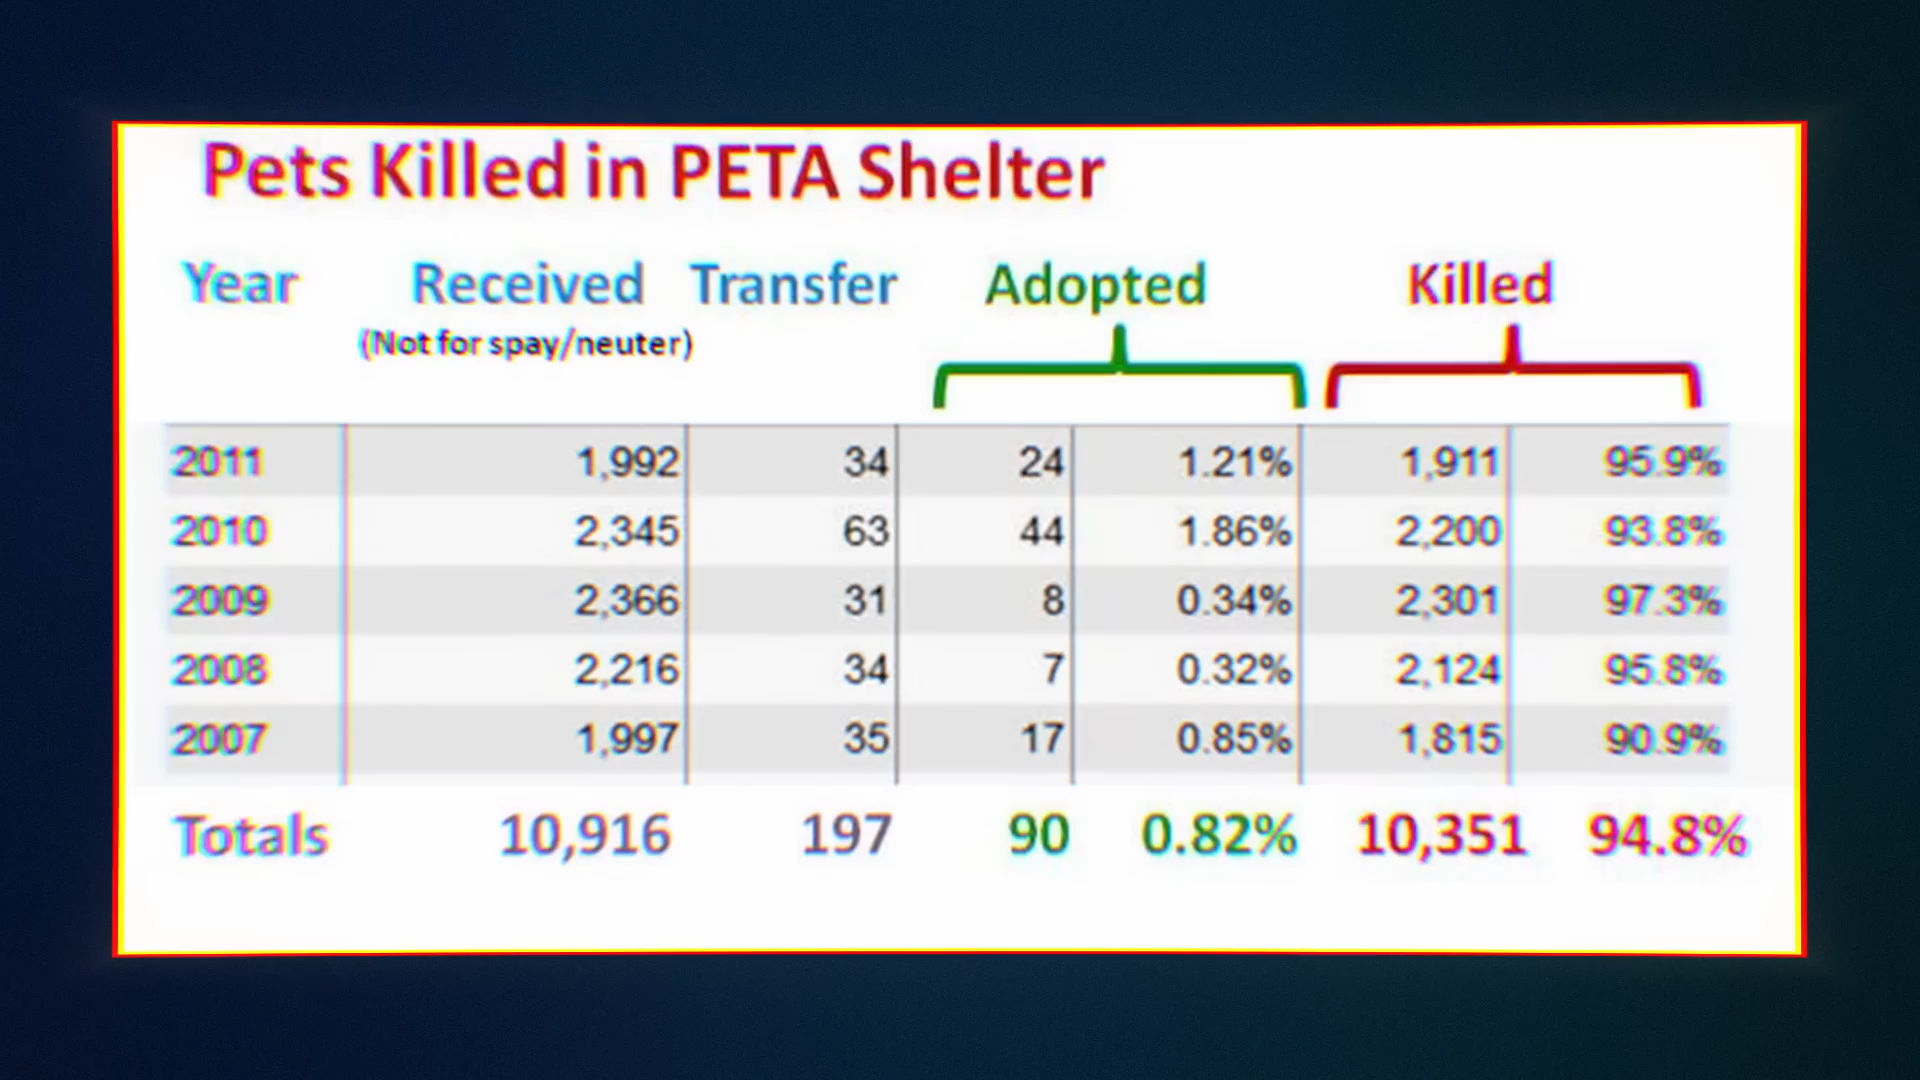 Pets Killed in PETA Shelter
Year Received Transfer Adopted Killed
(Not for spay/neuter)
2011 1,992 34 24 1.21% 1,911 95.9%
2010 2,345 63 44 1.86% 2,200 93.8%
2009 2,366 31 8 0.34% 2,301 97.3%
2008 2,216 34 7 0.32% 2,124 95.8%
2007 1,997 35 17 0.85% 1,815 90.9%
Totals 10,916 197 90 0.82% 10,351 94.8%